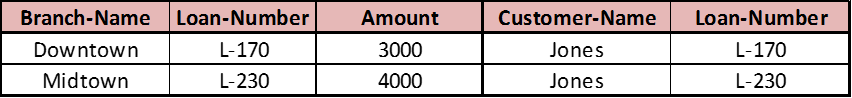 Branch-Name Loan-Number Amount Customer-Name Loan-Number
Downtown L-170 3000 Jones L-170
Midtown L-230 4000 Jones L-230